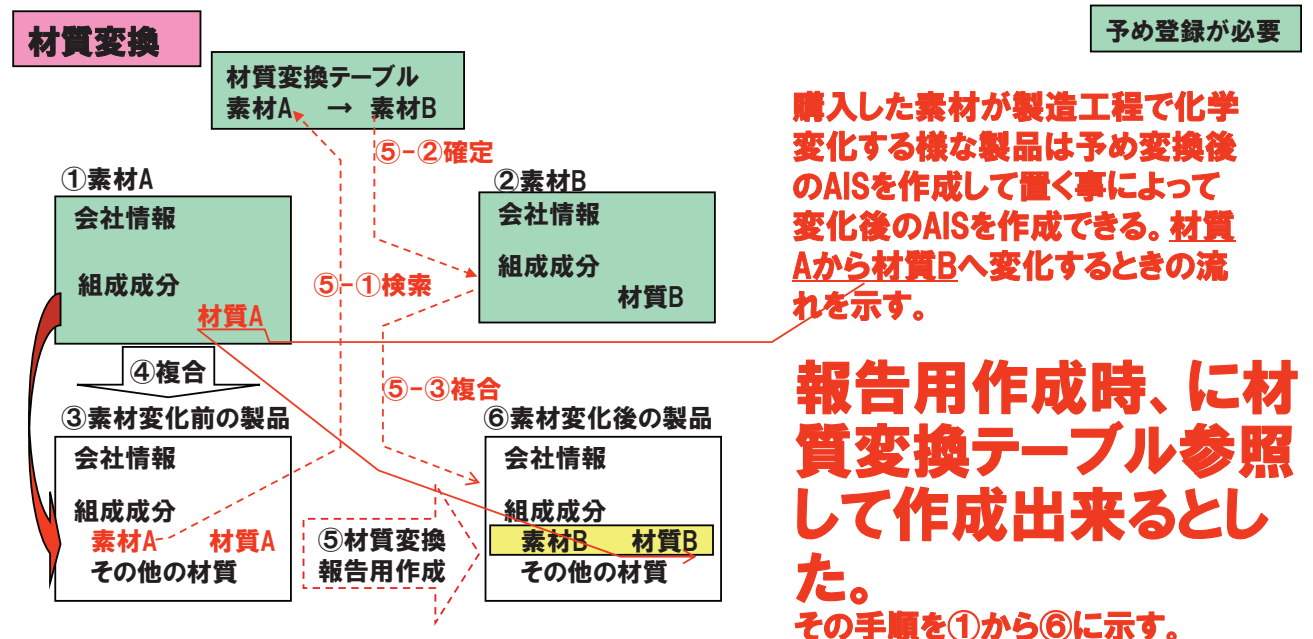 材質変換
予め登録が必要
材質変換テーブル
素材A → 素材B
⑤-②確定
①素材A
会社情報
組成成分
材質A
②素材B
会社情報
組成成分
材質B
⑤-①検索
④複合
⑤-③複合
③素材変化前の製品
会社情報
組成成分
素材A 材質A
その他の材質
⑤材質変換
報告用作成
⑥素材変化後の製品
会社情報
組成成分
素材B 材質B
その他の材質
購入した素材が製造工程で化学
変化する様な製品は予め変換後
のAISを作成して置く事によって
変化後のAISを作成できる。材質
Aから材質Bへ変化するときの流
れを示す。
報告用作成時、に材
質変換テーブル参照
して作成出来るとし
た。
その手順を①から⑥に示す。